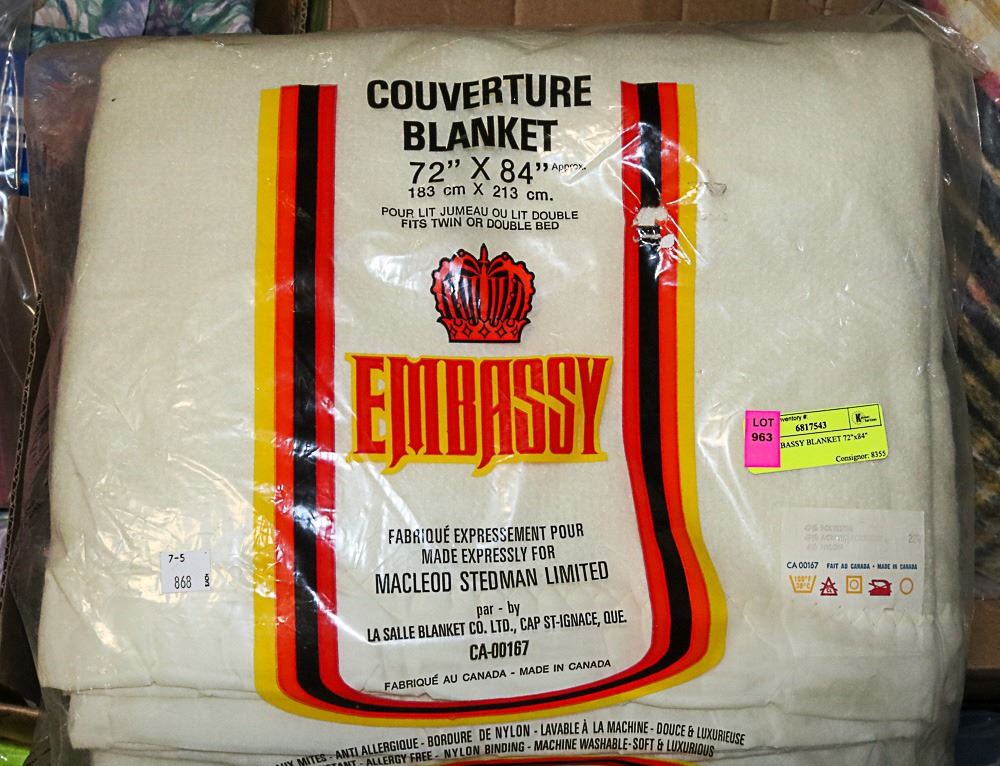 COUVERTURE
BLANKET
72” X 84” Approx.
183 cm X 213 cm.
POUR LIT JUMEAU OU LIT DOUBLE
FITS TWIN OR DOUBLE BED
EMBASSY
FABRIQUÉ EXPRESSEMENT POUR
MADE EXPRESSLY FOR
MACLEOD STEDMAN LIMITED
par - by
LA SALLE BLANKET CO. LTD., CAP ST-IGNACE, QUE.
CA-00167
FABRIQUÉ AU CANADA - MADE IN CANADA
MITES - ANTI ALLERGIQUE - BORDURE DE NYLON - LAVABLE À LA MACHINE - DOUCE & LUXURIEUSE
ALLERGY FREE - NYLON BINDING - MACHINE WASHABLE - SOFT & LUXURIOUS
7-5
868 EACH
LOT
963
6817543
BLANKET 72"x84"
Consignor: 8355
POLYESTER
NYLON
CA 00167 FAIT AU CANADA • MADE IN CANADA